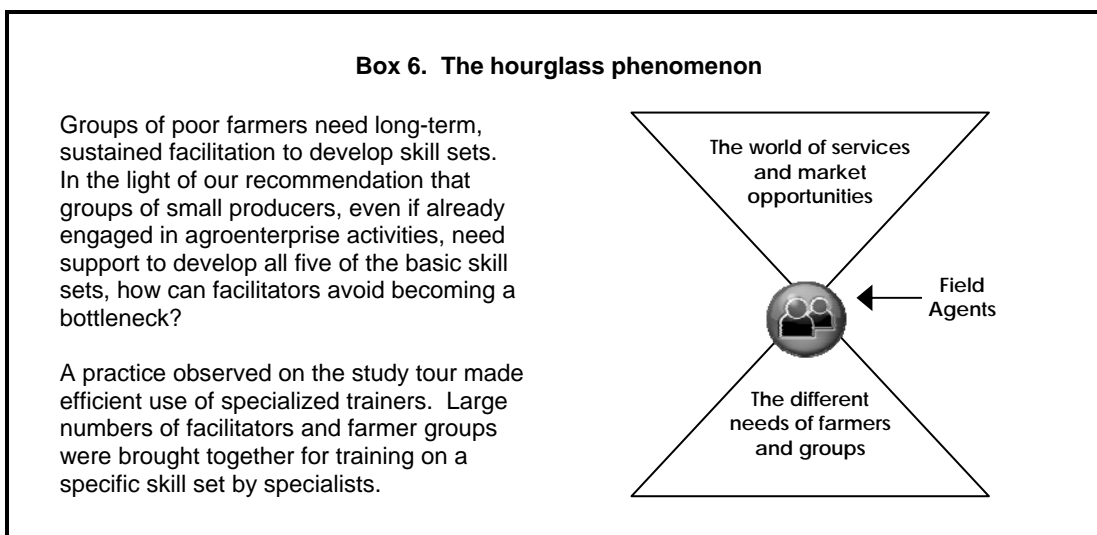 Box 6. The hourglass phenomenon
Groups of poor farmers need long-term,
sustained facilitation to develop skill sets.
In the light of our recommendation that
groups of small producers, even if already
engaged in agroenterprise activities, need
support to develop all five of the basic skill
sets, how can facilitators avoid becoming a
bottleneck?
A practice observed on the study tour made
efficient use of specialized trainers. Large
numbers of facilitators and farmer groups
were brought together for training on a
specific skill set by specialists.
The world of services
and market
opportunities
Field
Agents
The different
needs of farmers
and groups